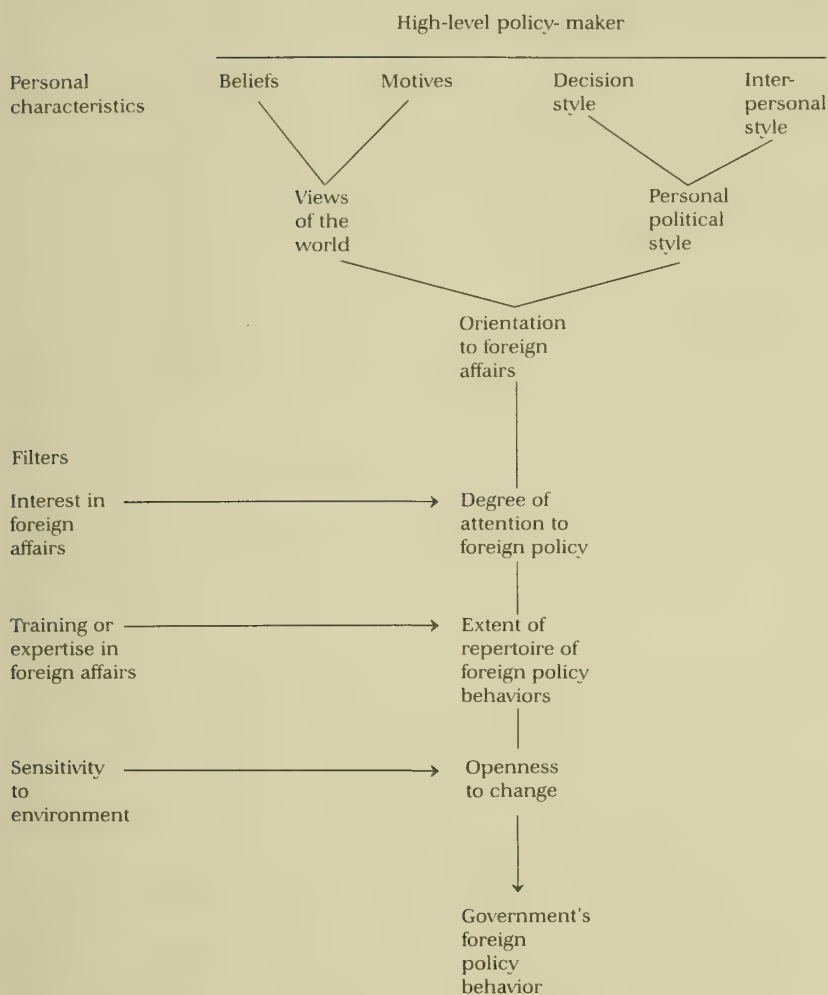 High-level policy- maker
Personal
characteristics
Beliefs
Motives
Decision
style
Inter-
personal
style
Views
of the
world
Personal
political
style
Orientation
to foreign
affairs
Filters
Interest in
foreign
affairs
Degree of
attention to
foreign policy
Training or
expertise in
foreign affairs
Extent of
repertoire of
foreign policy
behaviors
Sensitivity
to
environment
Openness
to change
Government's
foreign
policy
behavior